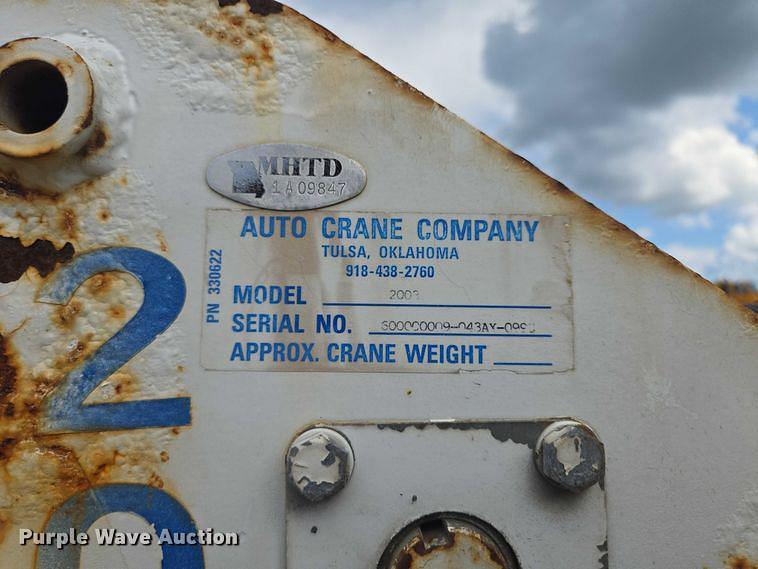 MHTD
1A09847
AUTO CRANE COMPANY
TULSA, OKLAHOMA
918-438-2760
PN 330622
MODEL 2003
SERIAL NO.
APPROX. CRANE WEIGHT
2
0
Purple Wave Auction®